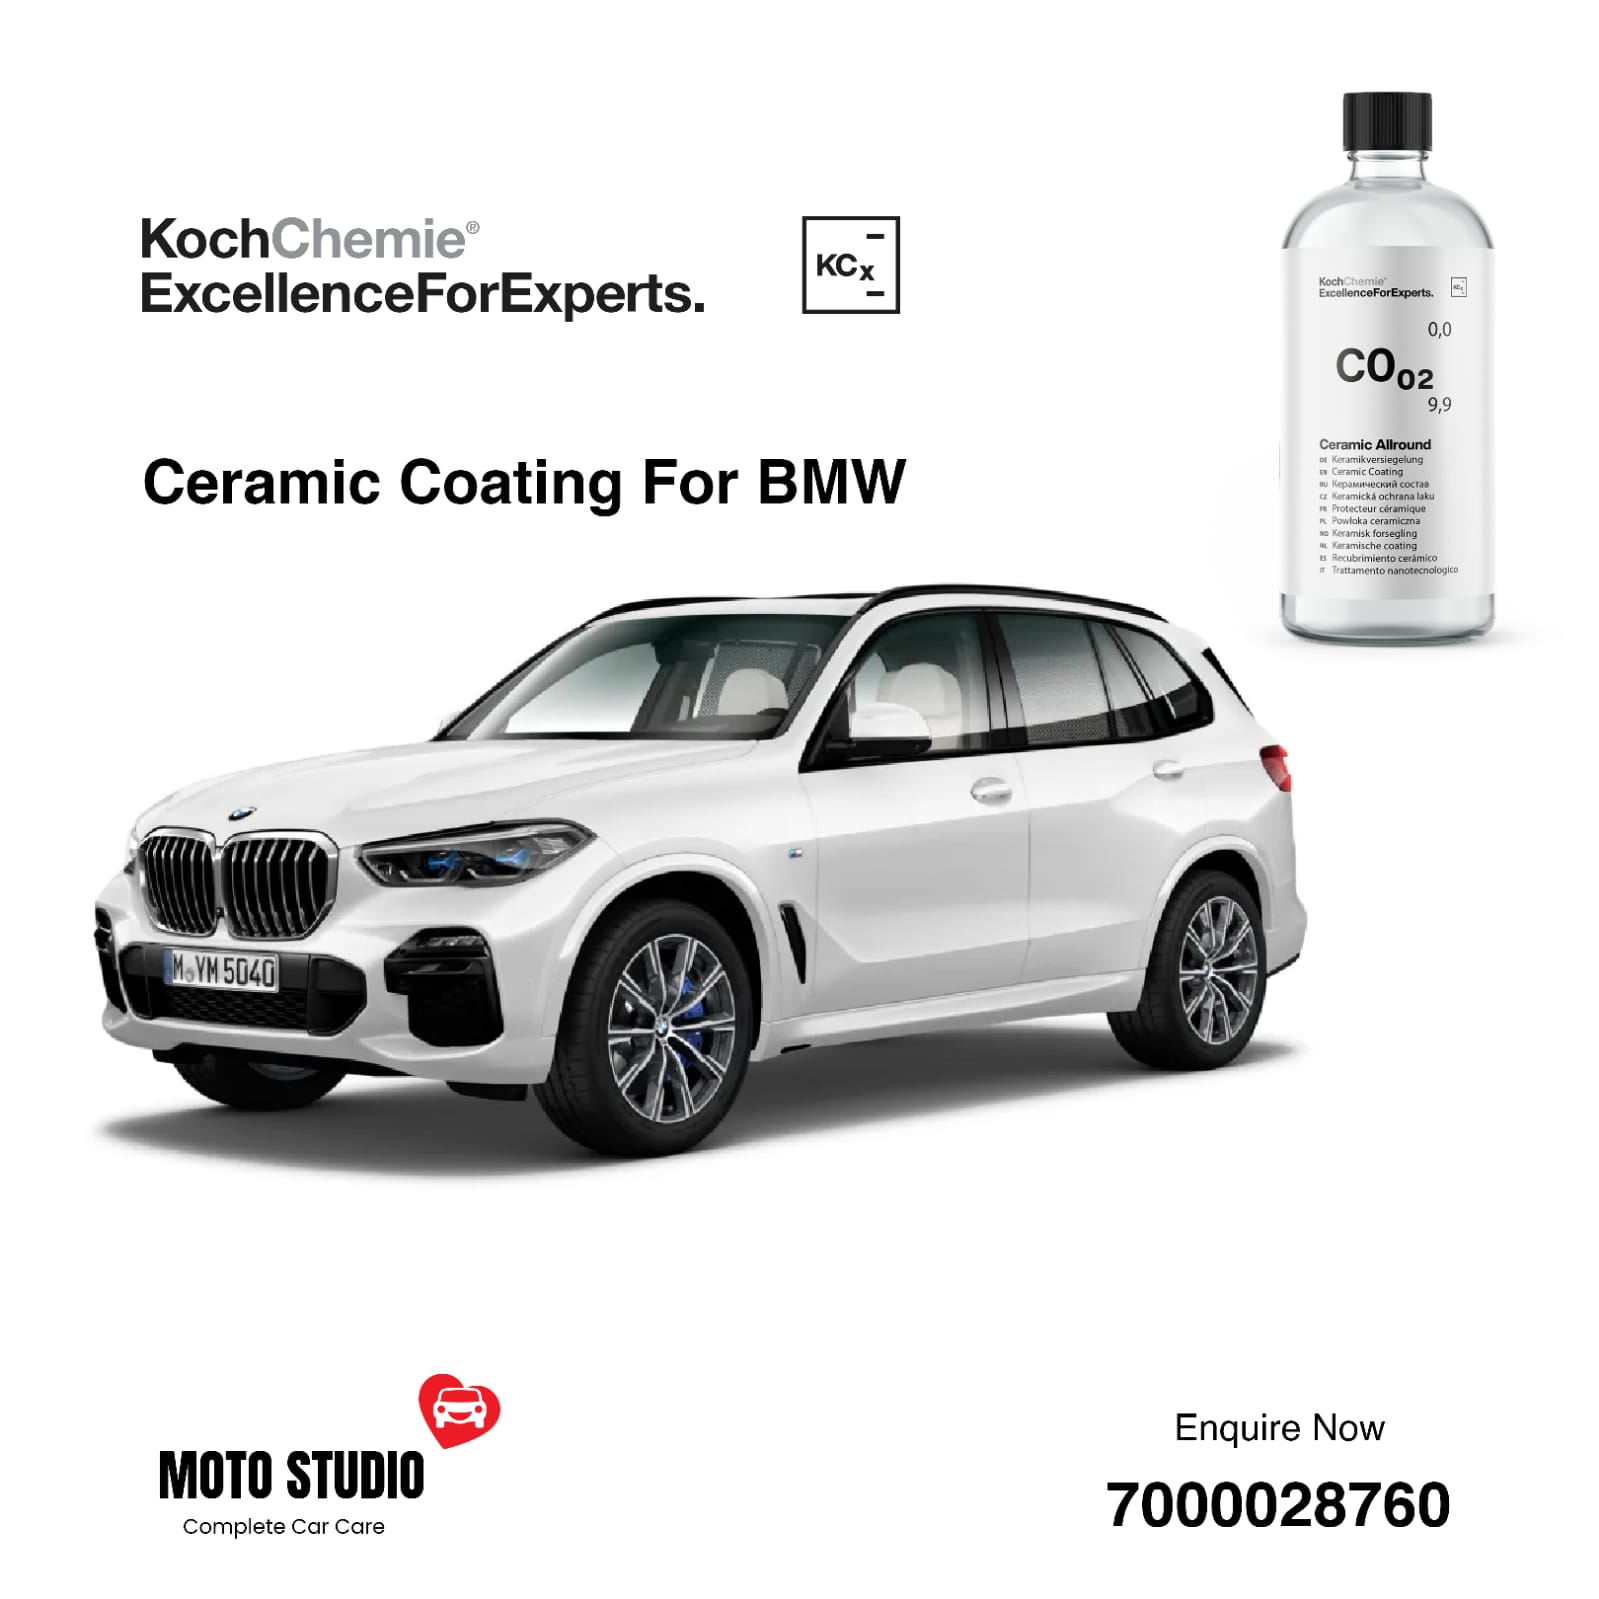 KochChemie®
ExcellenceForExperts.
KCx
Ceramic Coating For BMW
KochChemie®
ExcellenceForExperts.
KCx
0,0
CO02
9,9
Ceramic Allround
DE Keramikversiegelung
EN Ceramic Coating
RU Керамический состав
CZ Keramická ochrana laku
FR Protecteur céramique
PL Powłoka ceramiczna
NO Keramisk forsegling
NL Keramische coating
ES Recubrimiento cerámico
IT Trattamento nanotecnologico
M VM 5040
MOTO STUDIO
Complete Car Care
Enquire Now
7000028760